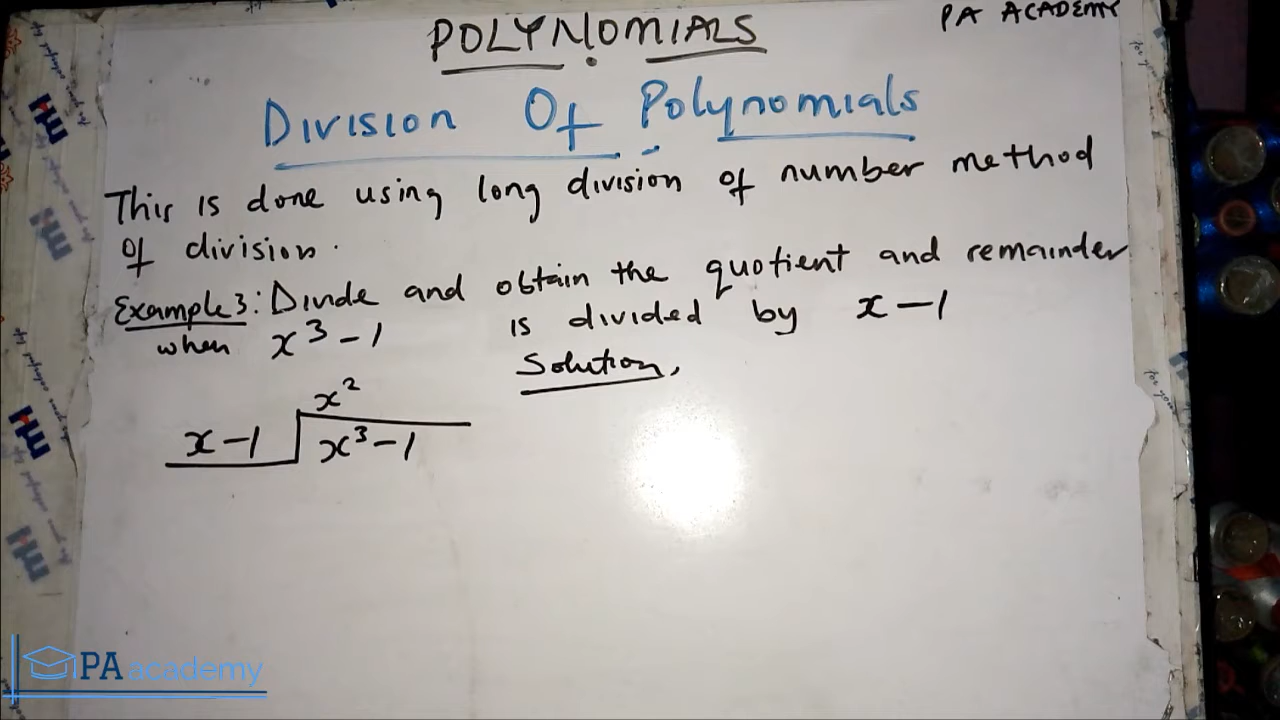 PA ACADEMY
POLYNOMIALS
Division Of Polynomials
This is done using long division of number method
of division.
Example 3: Divide and obtain the quotient and remainder
when x³ - 1 is divided by x - 1
Solution,
x²
x - 1 x³ - 1
PA academy